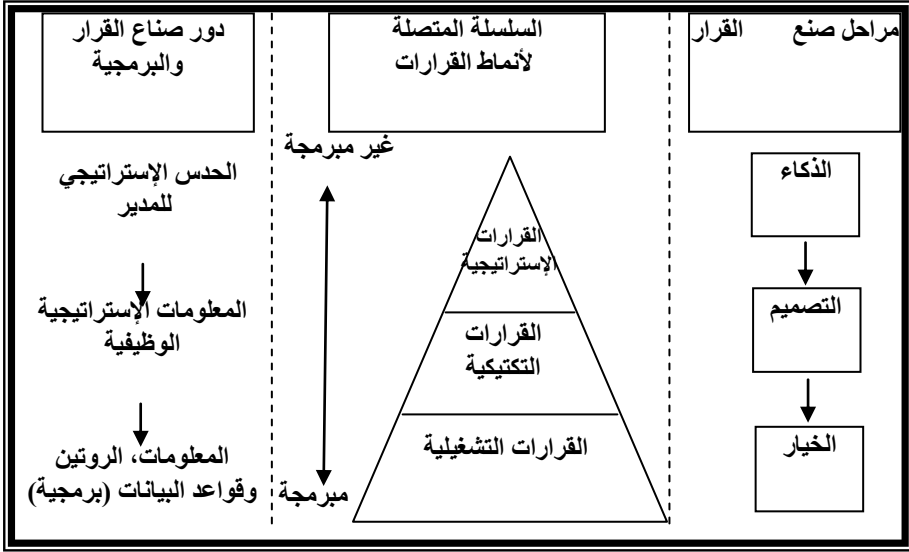 مراحل صنع القرار
السلسلة المتصلة
لأنماط القرارات
دور صناع القرار
والبرمجية
الذكاء
التصميم
الخيار
غير مبرمجة
القرارات
الإستراتيجية
القرارات
التكتيكية
القرارات التشغيلية
مبرمجة
الحدس الإستراتيجي
للمدير
المعلومات الإستراتيجية
الوظيفية
المعلومات، الروتين
وقواعد البيانات (برمجية)